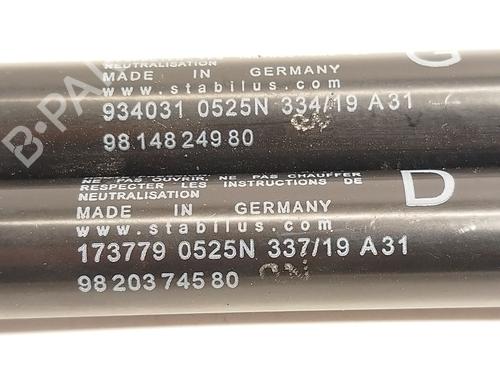 NEUTRALISATION
MADE IN GERMANY
www.stabilus.com
934031 0525N 334/19 A31
98 148 249 80
G
B-PA
NE PAS OUVRIR. NE PAS CHAUFFER
RESPECTER LES INSTRUCTIONS DE
NEUTRALISATION
MADE IN GERMANY
www.stabilus.com
173779 0525N 337/19 A31
98 203 745 80
D